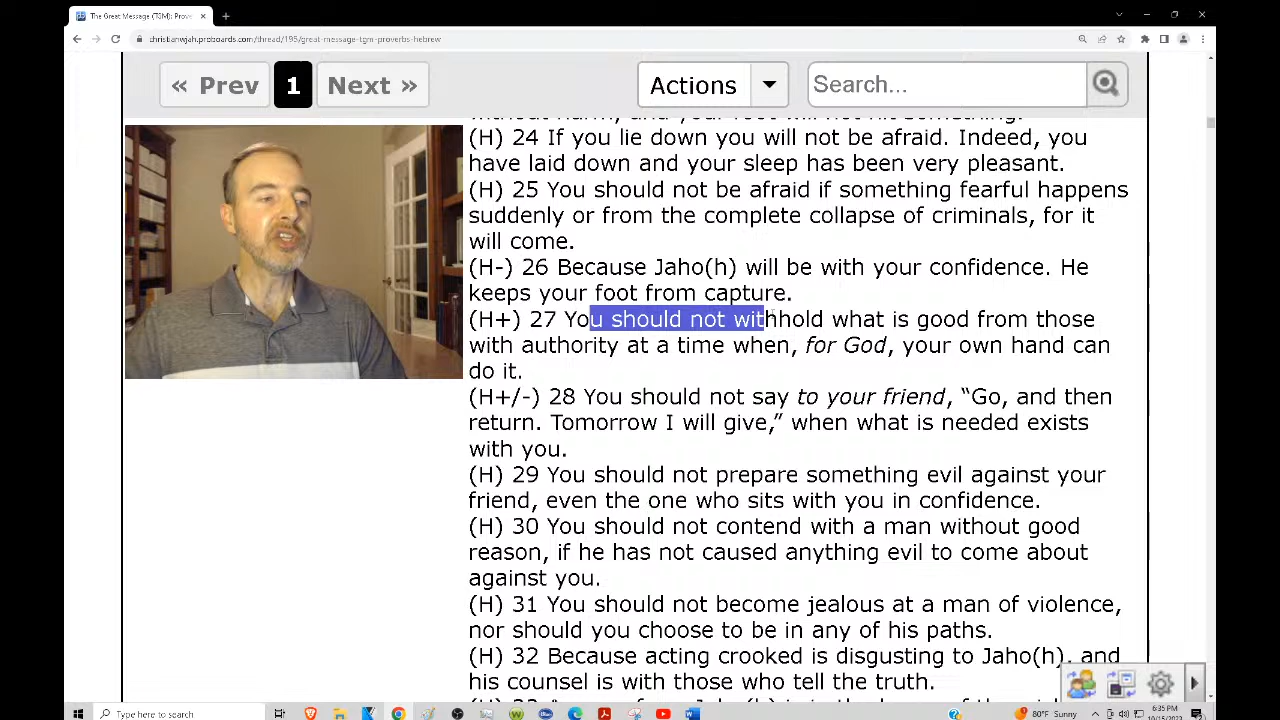 The Great Message (TGM): Prove
christianwjah.proboards.com/thread/195/great-message-tgm-proverbs-hebrew
« Prev 1 Next » Actions Search...
(H) 24 If you lie down you will not be afraid. Indeed, you
have laid down and your sleep has been very pleasant.
(H) 25 You should not be afraid if something fearful happens
suddenly or from the complete collapse of criminals, for it
will come.
(H-) 26 Because Jaho(h) will be with your confidence. He
keeps your foot from capture.
(H+) 27 You should not withhold what is good from those
with authority at a time when, for God, your own hand can
do it.
(H+/-) 28 You should not say to your friend, “Go, and then
return. Tomorrow I will give,” when what is needed exists
with you.
(H) 29 You should not prepare something evil against your
friend, even the one who sits with you in confidence.
(H) 30 You should not contend with a man without good
reason, if he has not caused anything evil to come about
against you.
(H) 31 You should not become jealous at a man of violence,
nor should you choose to be in any of his paths.
(H) 32 Because acting crooked is disgusting to Jaho(h), and
his counsel is with those who tell the truth.
Type here to search
80°F Sunny
6:35 PM
10/15/2023